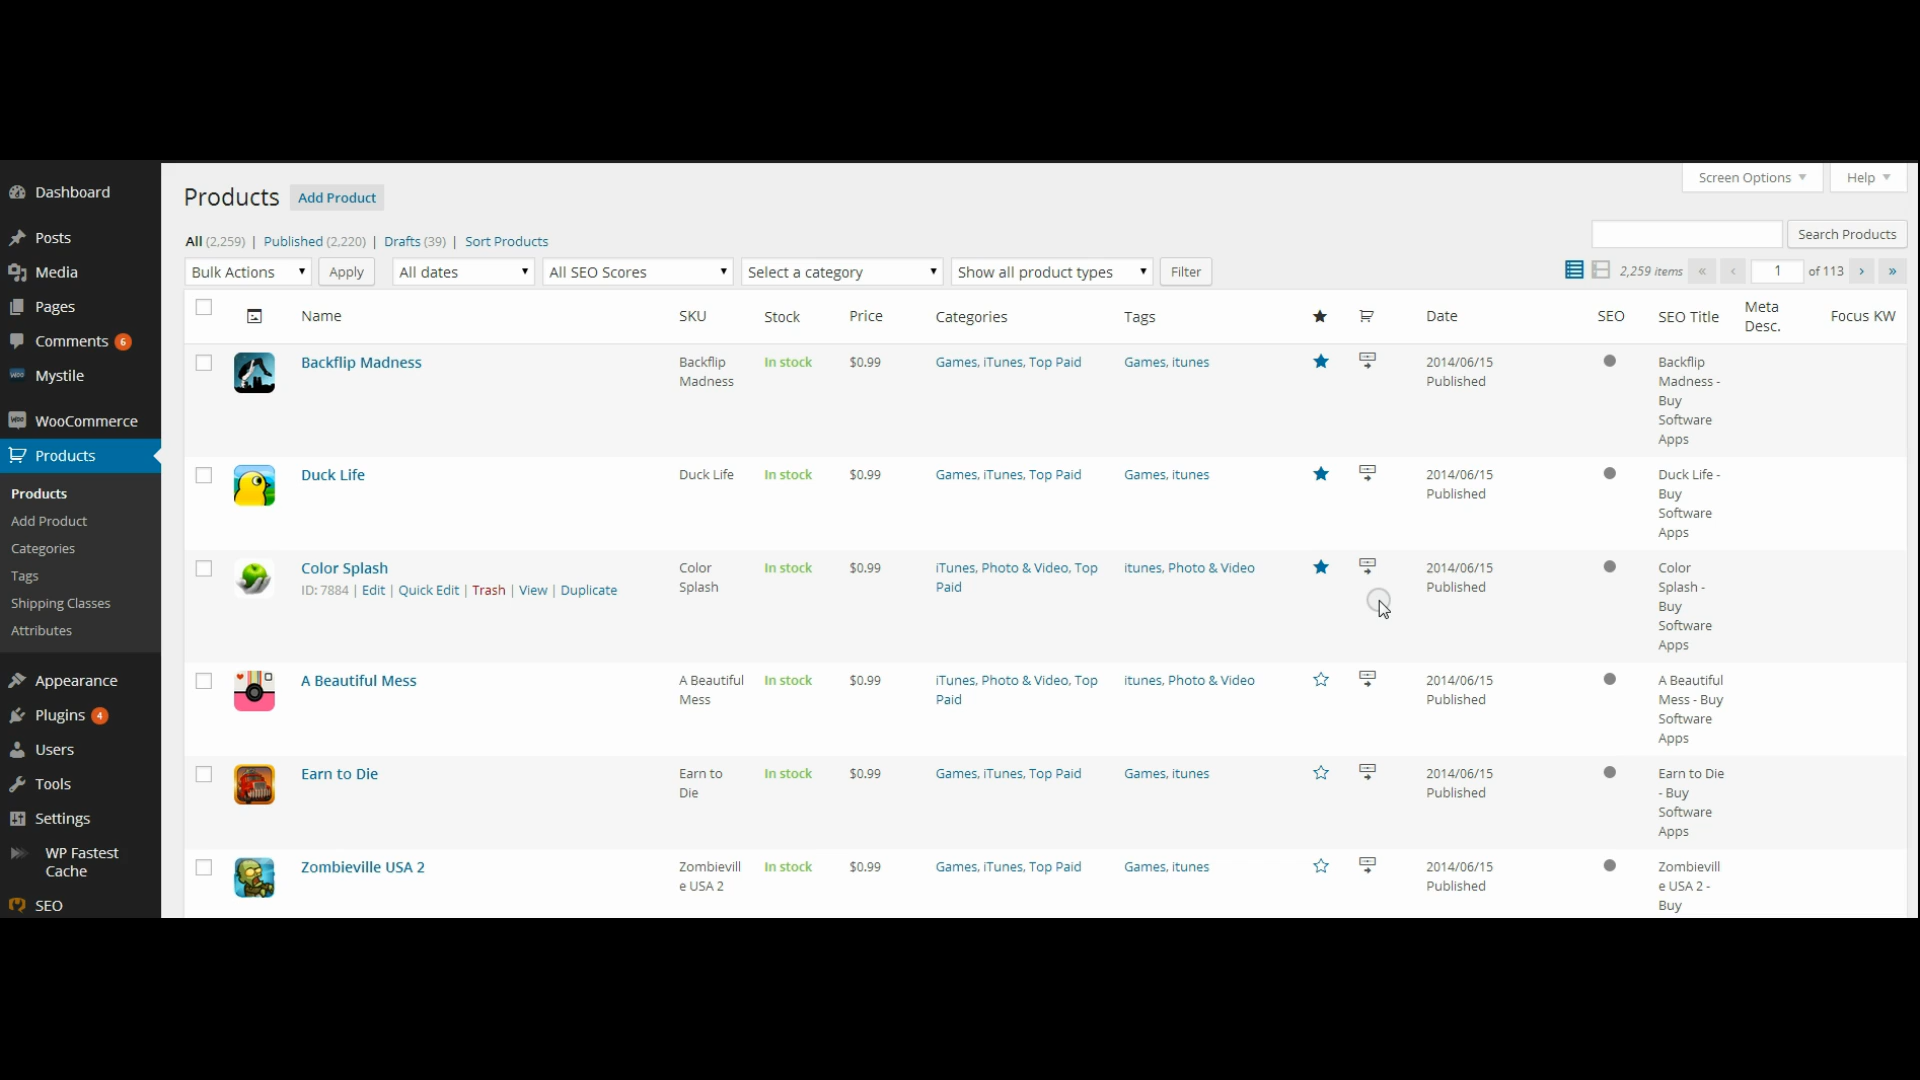 Dashboard
Posts
Media
Pages
Comments 6
Mystile
WooCommerce
Products
Products
Add Product
Categories
Tags
Shipping Classes
Attributes
Appearance
Plugins 4
Users
Tools
Settings
WP Fastest
Cache
SEO
Screen Options Help
Products Add Product
All (2,259) | Published (2,220) | Drafts (39) | Sort Products
Search Products
Bulk Actions Apply All dates All SEO Scores Select a category Show all product types Filter
2,259 items « ‹ 1 of 113 › »
Name SKU Stock Price Categories Tags Date SEO SEO Title Meta
Desc. Focus KW
Backflip Madness Backflip In stock $0.99 Games, iTunes, Top Paid Games, itunes 2014/06/15 Backflip
Madness Published Madness -
Buy
Software
Apps
Duck Life Duck Life In stock $0.99 Games, iTunes, Top Paid Games, itunes 2014/06/15 Duck Life -
Published Buy
Software
Apps
Color Splash Color In stock $0.99 iTunes, Photo & Video, Top itunes, Photo & Video 2014/06/15 Color
ID: 7884 | Edit | Quick Edit | Trash | View | Duplicate Splash Paid Published Splash -
Buy
Software
Apps
A Beautiful Mess A Beautiful In stock $0.99 iTunes, Photo & Video, Top itunes, Photo & Video 2014/06/15 A Beautiful
Mess Paid Published Mess - Buy
Software
Apps
Earn to Die Earn to In stock $0.99 Games, iTunes, Top Paid Games, itunes 2014/06/15 Earn to Die
Die Published - Buy
Software
Apps
Zombieville USA 2 Zombievill In stock $0.99 Games, iTunes, Top Paid Games, itunes 2014/06/15 Zombievill
e USA 2 Published e USA 2 -
Buy